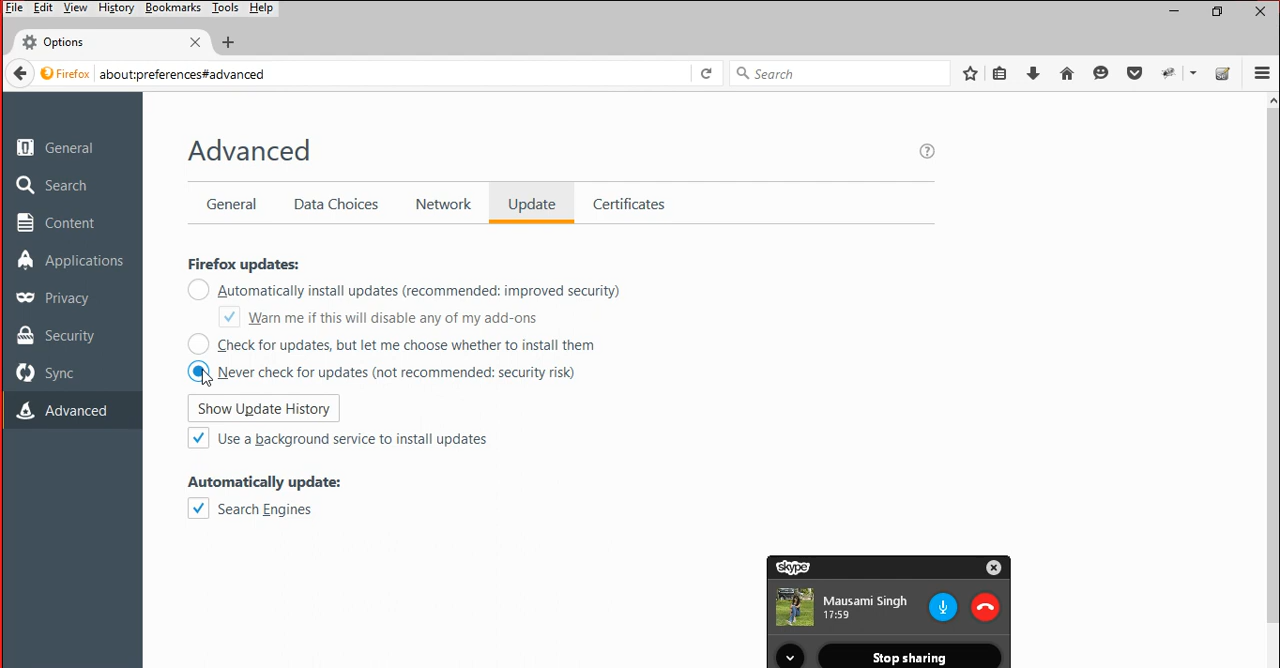 File Edit View History Bookmarks Tools Help
Options
Firefox about:preferences#advanced Search
General
Search
Content
Applications
Privacy
Security
Sync
Advanced
Advanced
General Data Choices Network Update Certificates
Firefox updates:
Automatically install updates (recommended: improved security)
Warn me if this will disable any of my add-ons
Check for updates, but let me choose whether to install them
Never check for updates (not recommended: security risk)
Show Update History
Use a background service to install updates
Automatically update:
Search Engines
skype
Mausami Singh
17:59
Stop sharing